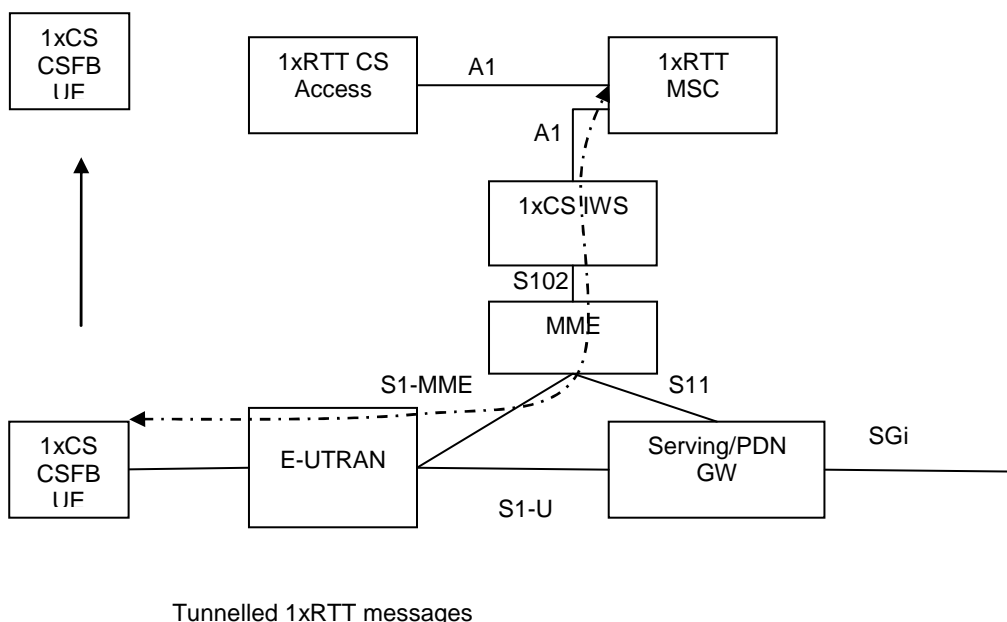 1xCS
CSFB
UE
1xRTT CS
Access
A1
1xRTT
MSC
A1
1xCS IWS
S102
MME
S1-MME
S11
1xCS
CSFB
UE
E-UTRAN
Serving/PDN
GW
SGi
S1-U
Tunnelled 1xRTT messages